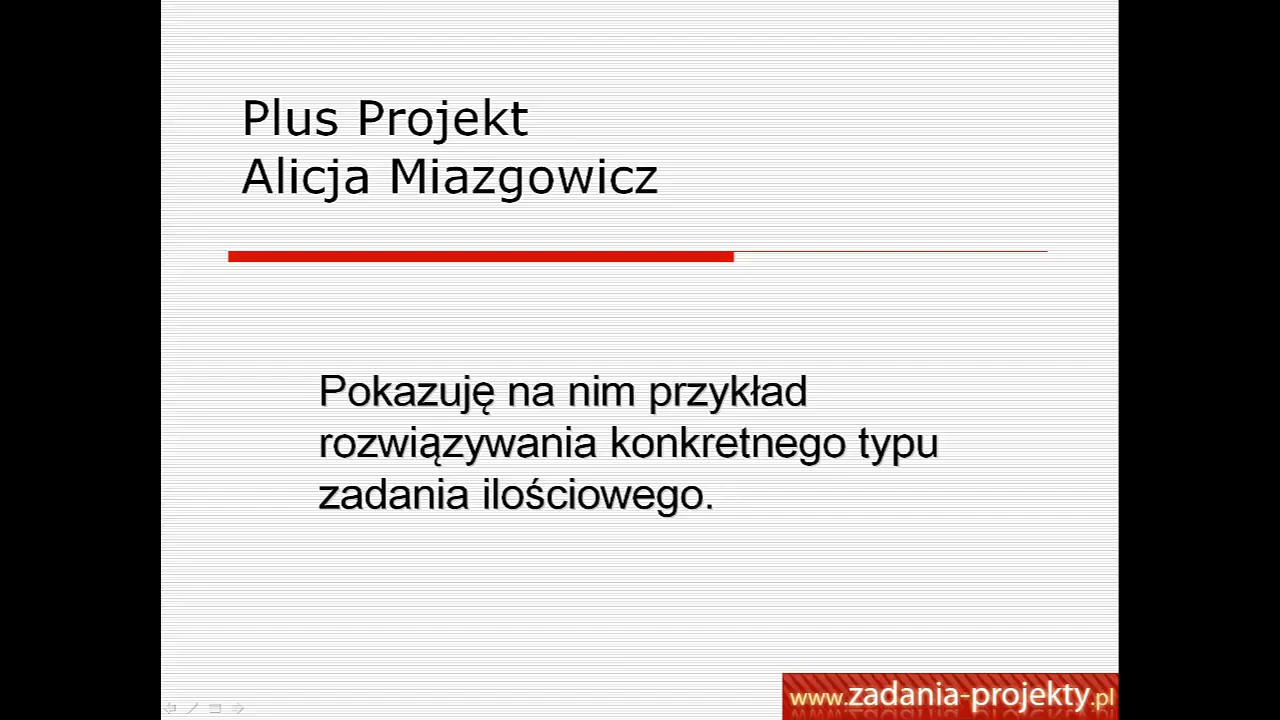 Plus Projekt
Alicja Miazgowicz
Pokazuję na nim przykład
rozwiązywania konkretnego typu
zadania ilościowego.
www.zadania-projekty.pl